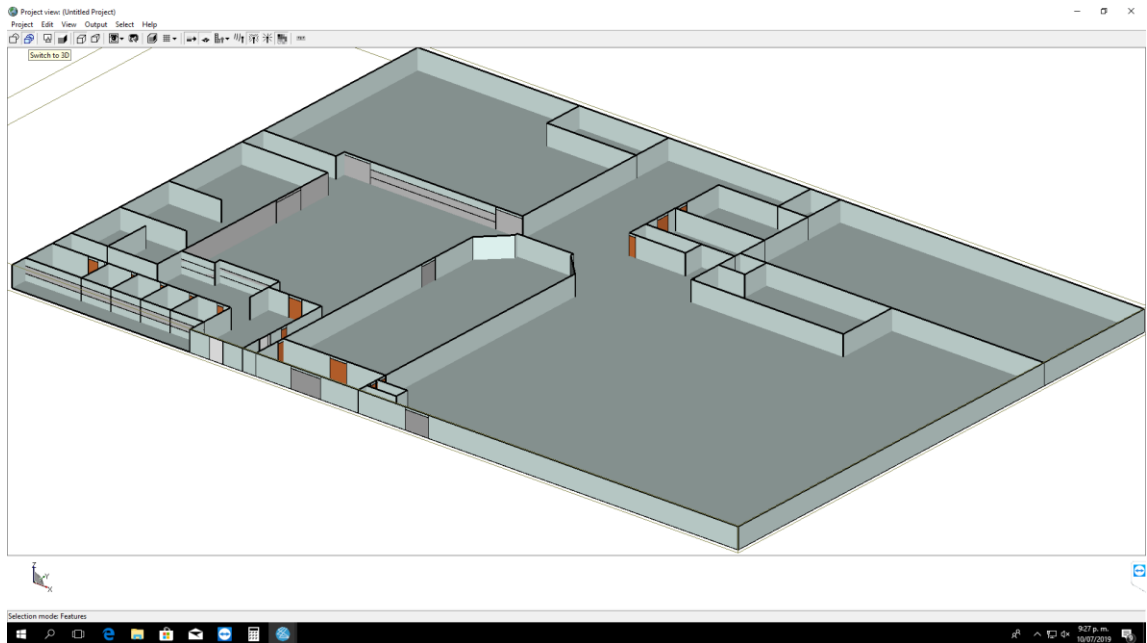 Project view: (Untitled Project)
Project Edit View Output Select Help
Switch to 3D
Z
Y
X
Selection mode: Features
9:27 p. m.
10/07/2019